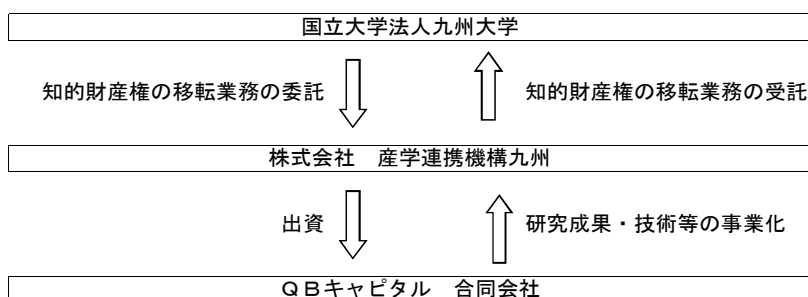 国立大学法人九州大学
知的財産権の移転業務の委託
知的財産権の移転業務の受託
株式会社　産学連携機構九州
出資
研究成果・技術等の事業化
ＱＢキャピタル　合同会社